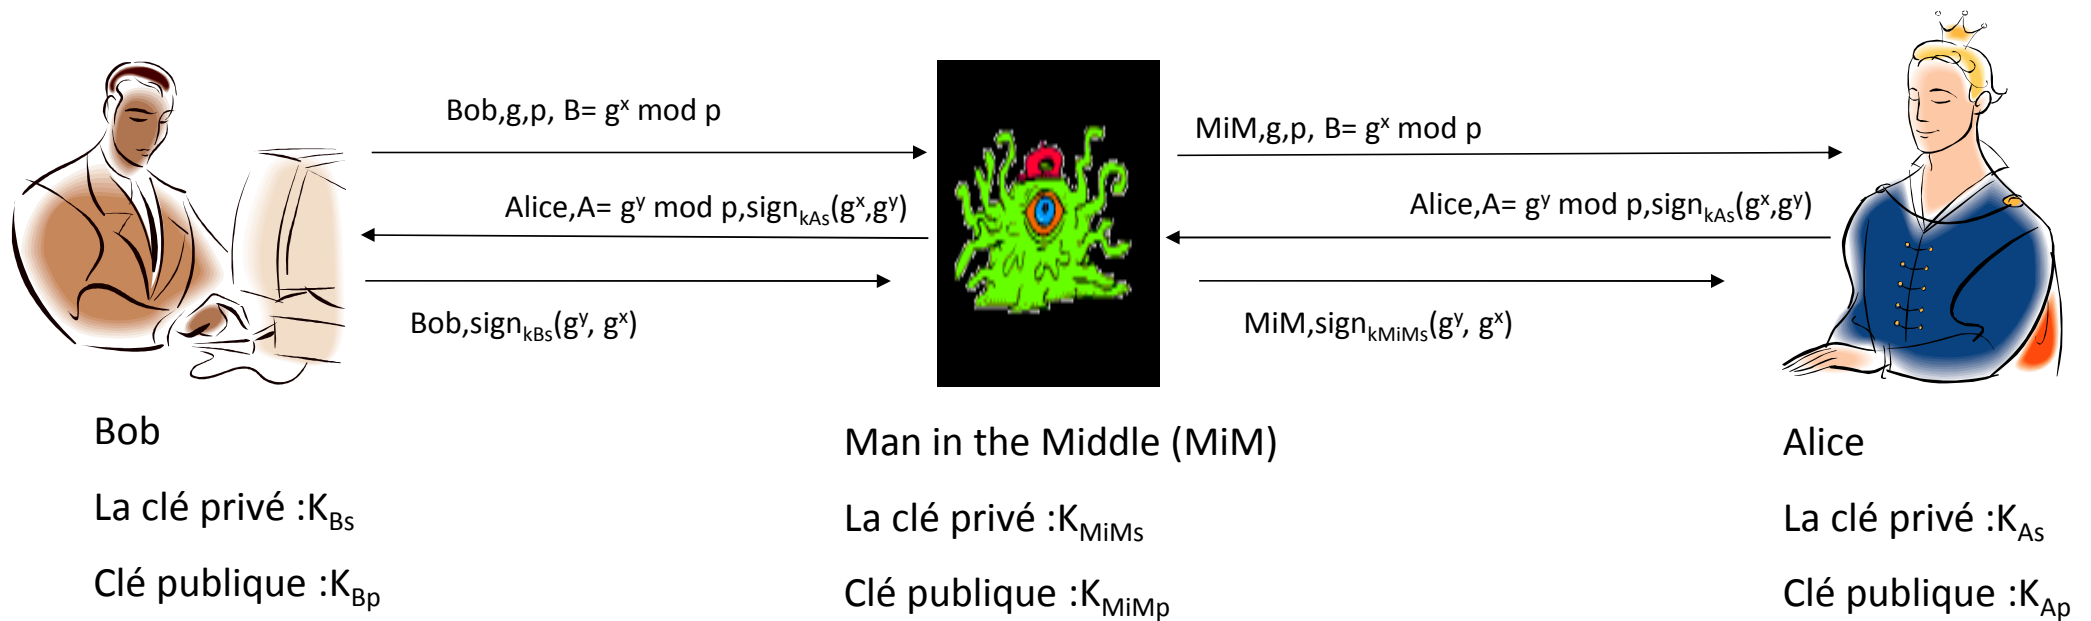 Bob,g,p, B= gˣ mod p
MiM,g,p, B= gˣ mod p
Alice,A= gʸ mod p,sign_kAs(gˣ,gʸ)
Alice,A= gʸ mod p,sign_kAs(gˣ,gʸ)
Bob,sign_kBs(gʸ, gˣ)
MiM,sign_kMiMs(gʸ, gˣ)
Bob
La clé privé :K_Bs
Clé publique :K_Bp
Man in the Middle (MiM)
La clé privé :K_MiMs
Clé publique :K_MiMp
Alice
La clé privé :K_As
Clé publique :K_Ap